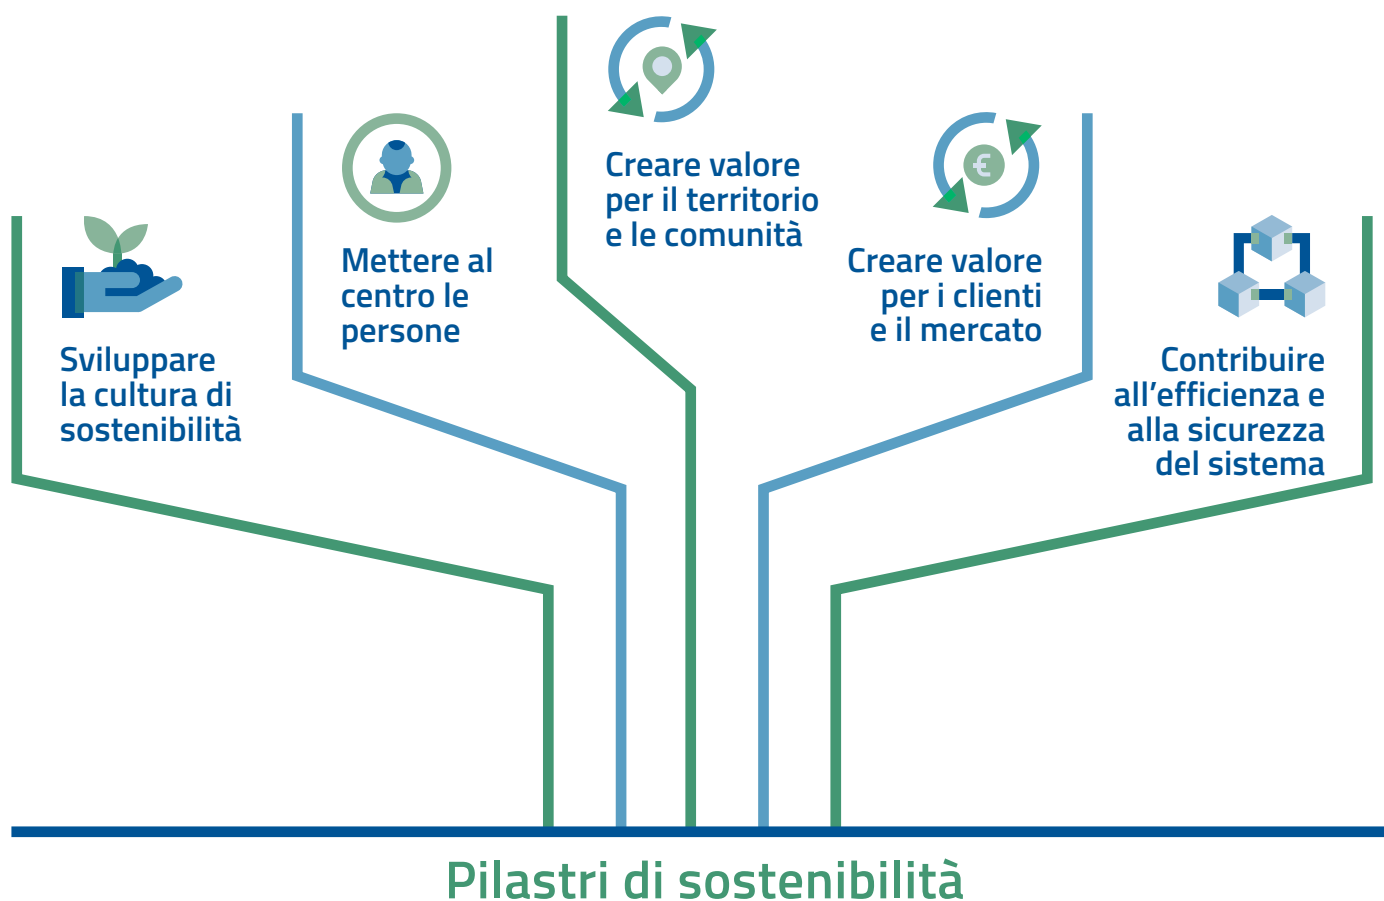 Sviluppare
la cultura di
sostenibilità
Mettere al
centro le
persone
Creare valore
per il territorio
e le comunità
Creare valore
per i clienti
e il mercato
€
Contribuire
all’efficienza e
alla sicurezza
del sistema
Pilastri di sostenibilità